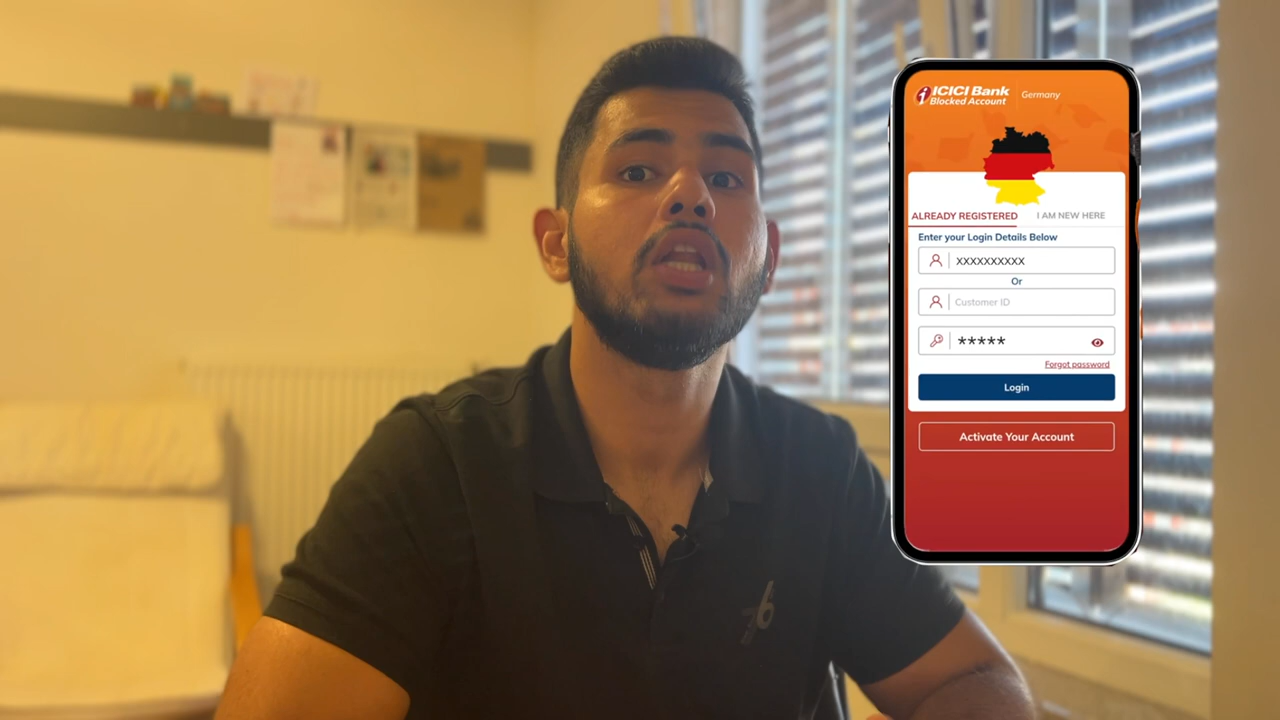 ICICI Bank
Blocked Account
Germany
ALREADY REGISTERED
I AM NEW HERE
Enter your Login Details Below
XXXXXXXXXX
Or
Customer ID
*****
Forgot password
Login
Activate Your Account
76